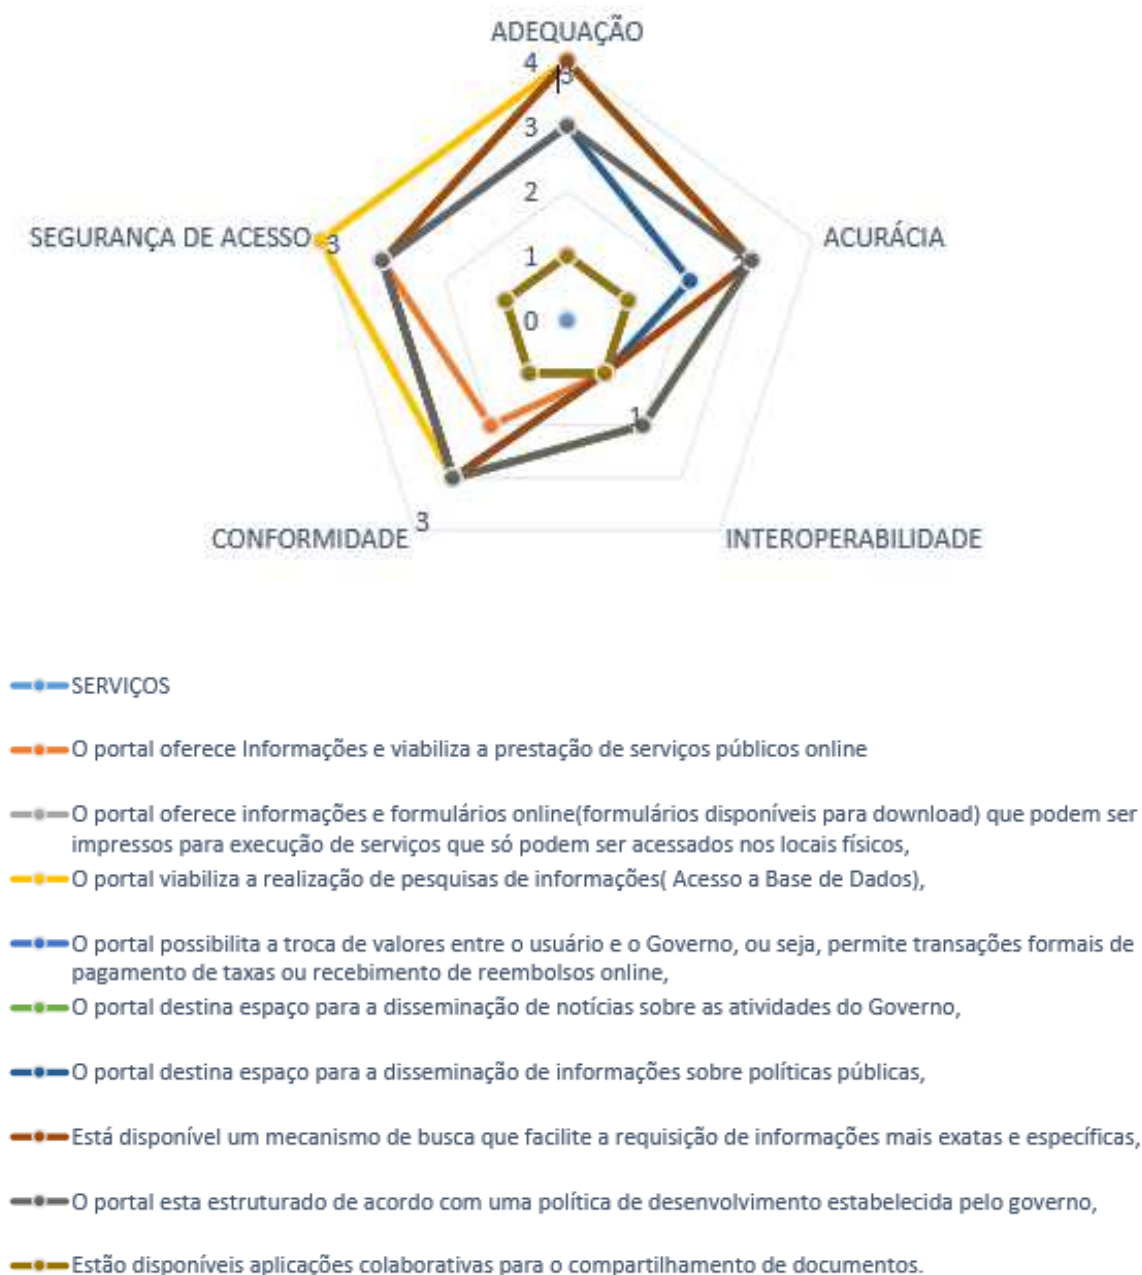 ADEQUAÇÃO
4
3
3
2
SEGURANÇA DE ACESSO
3
ACURÁCIA
1
0
1
3
CONFORMIDADE
INTEROPERABILIDADE
SERVIÇOS
O portal oferece Informações e viabiliza a prestação de serviços públicos online
O portal oferece informações e formulários online(formulários disponíveis para download) que podem ser
impressos para execução de serviços que só podem ser acessados nos locais físicos,
O portal viabiliza a realização de pesquisas de informações( Acesso a Base de Dados),
O portal possibilita a troca de valores entre o usuário e o Governo, ou seja, permite transações formais de
pagamento de taxas ou recebimento de reembolsos online,
O portal destina espaço para a disseminação de notícias sobre as atividades do Governo,
O portal destina espaço para a disseminação de informações sobre políticas públicas,
Está disponível um mecanismo de busca que facilite a requisição de informações mais exatas e específicas,
O portal esta estruturado de acordo com uma política de desenvolvimento estabelecida pelo governo,
Estão disponíveis aplicações colaborativas para o compartilhamento de documentos.